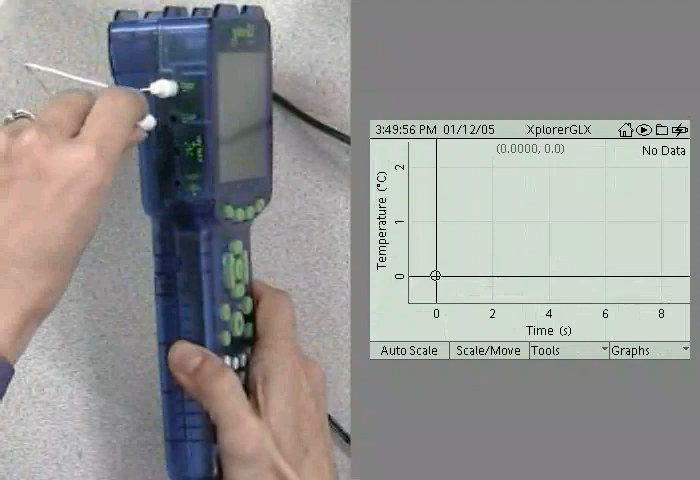 3:49:56 PM 01/12/05 XplorerGLX
(0.0000, 0.0) No Data
Temperature (°C)
2
1
0
0 2 4 6 8
Time (s)
Auto Scale Scale/Move Tools Graphs